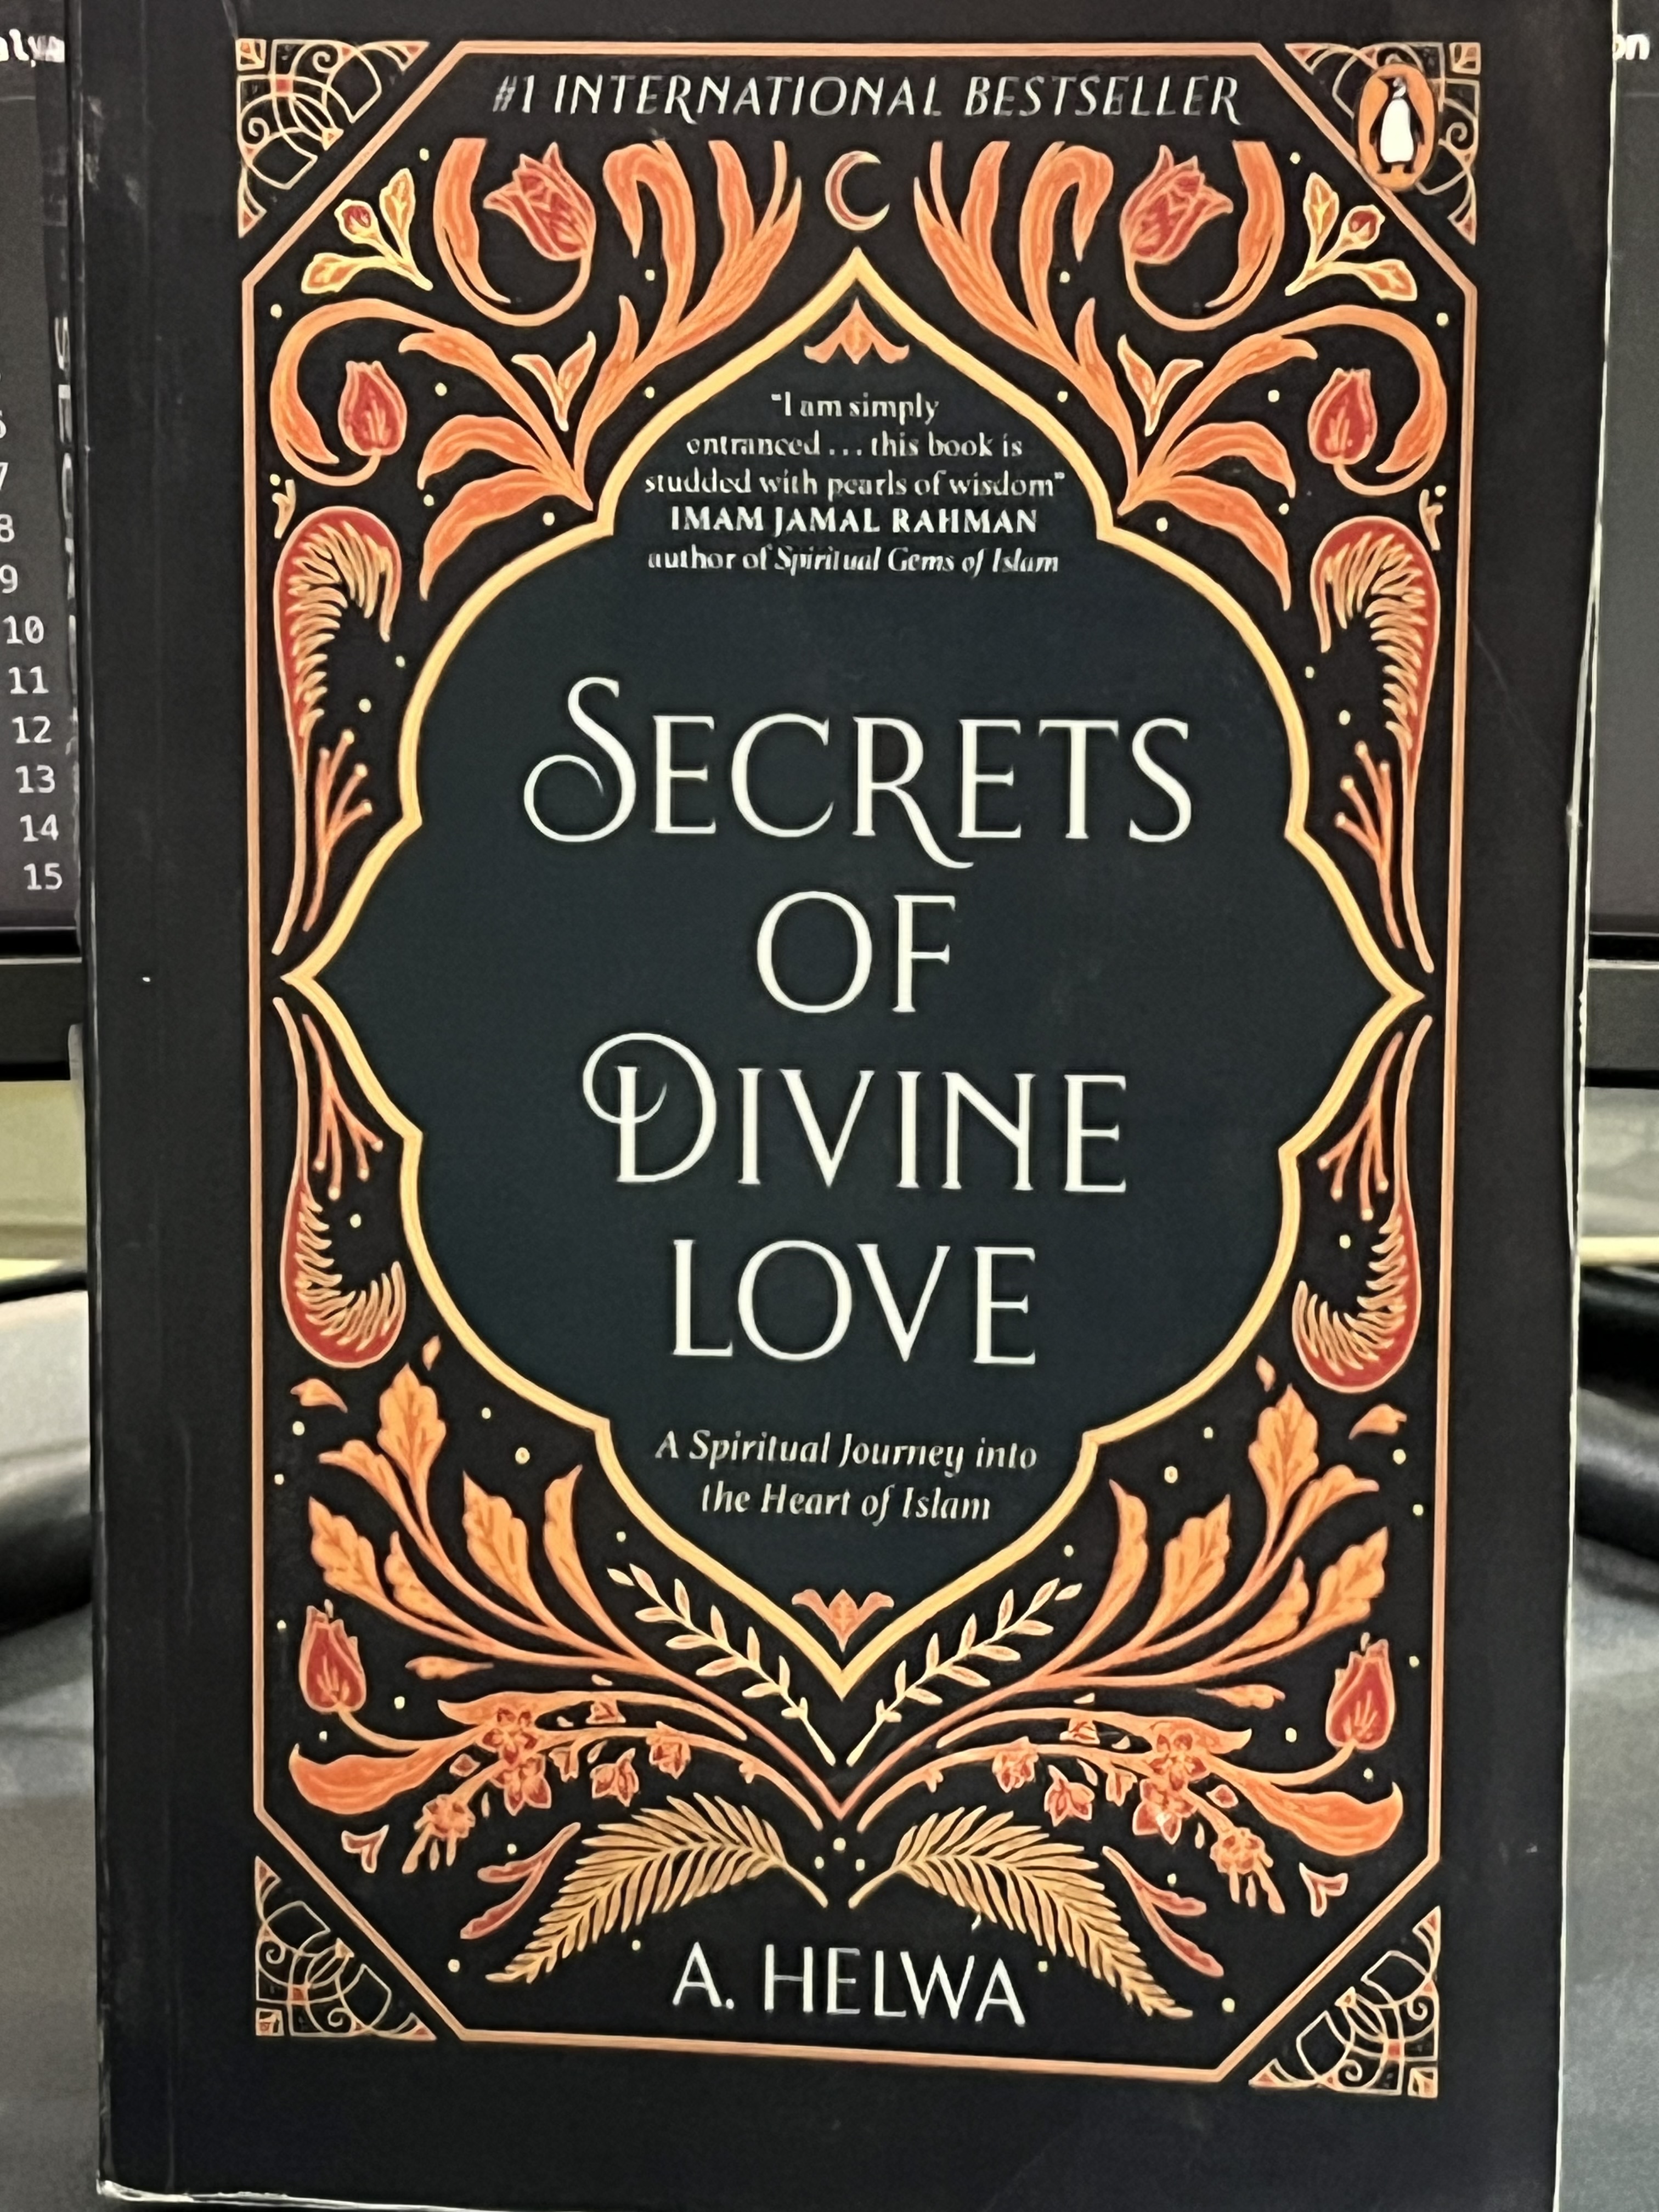 #1 INTERNATIONAL BESTSELLER
"I am simply
entranced ... this book is
studded with pearls of wisdom"
IMAM JAMAL RAHMAN
author of Spiritual Gems of Islam
SECRETS
OF
DIVINE
LOVE
A Spiritual Journey into
the Heart of Islam
A. HELWA
8
9
10
11
12
13
14
15